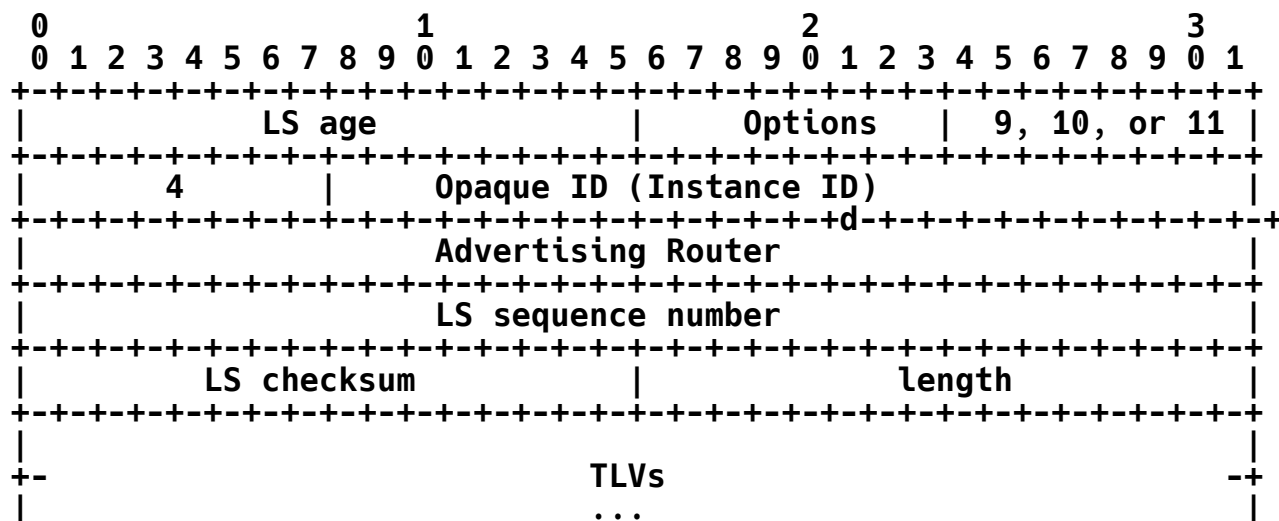 0                   1                   2                   3
 0 1 2 3 4 5 6 7 8 9 0 1 2 3 4 5 6 7 8 9 0 1 2 3 4 5 6 7 8 9 0 1
+-+-+-+-+-+-+-+-+-+-+-+-+-+-+-+-+-+-+-+-+-+-+-+-+-+-+-+-+-+-+-+-+
|            LS age             |     Options   |  9, 10, or 11 |
+-+-+-+-+-+-+-+-+-+-+-+-+-+-+-+-+-+-+-+-+-+-+-+-+-+-+-+-+-+-+-+-+
|       4       |     Opaque ID (Instance ID)                   |
+-+-+-+-+-+-+-+-+-+-+-+-+-+-+-+-+-+-+-+-+-+d-+-+-+-+-+-+-+-+-+-+-+
|                     Advertising Router                        |
+-+-+-+-+-+-+-+-+-+-+-+-+-+-+-+-+-+-+-+-+-+-+-+-+-+-+-+-+-+-+-+-+
|                     LS sequence number                        |
+-+-+-+-+-+-+-+-+-+-+-+-+-+-+-+-+-+-+-+-+-+-+-+-+-+-+-+-+-+-+-+-+
|         LS checksum           |             length            |
+-+-+-+-+-+-+-+-+-+-+-+-+-+-+-+-+-+-+-+-+-+-+-+-+-+-+-+-+-+-+-+-+
|                                                               |
+-                            TLVs                             -+
|                             ...                               |